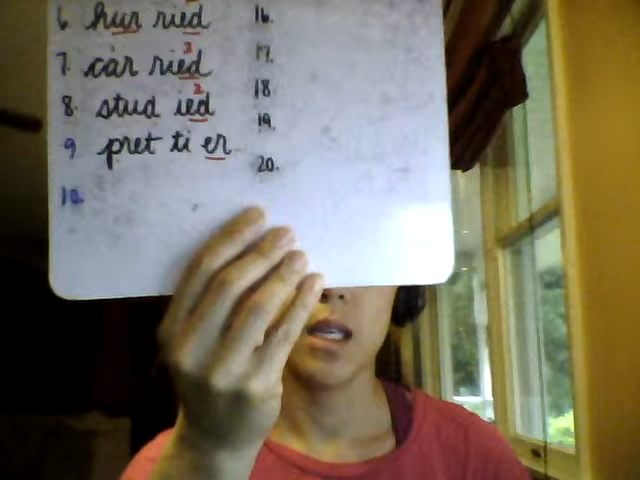 6 hur ried
7. car ried
8. stud ied
9 pret ti er
10.
16.
17.
18
19.
20.